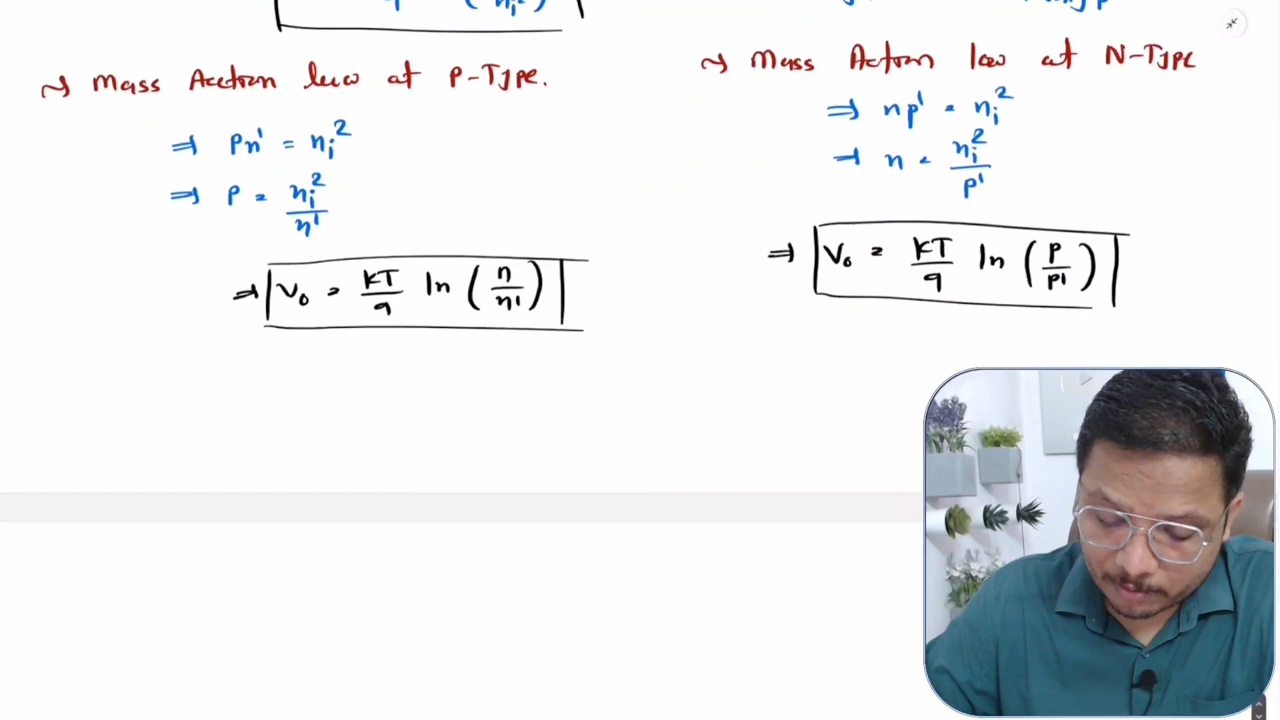 q ( ni² )
→ Mass Action law at P-Type.
⇒ Pn' = ni²
⇒ P = ni² / n'
⇒ V₀ = KT/q ln (n/n')
→ Mass Action law at N-Type
⇒ np' = ni²
→ n = ni² / p'
⇒ V₀ = KT/q ln (P/P')